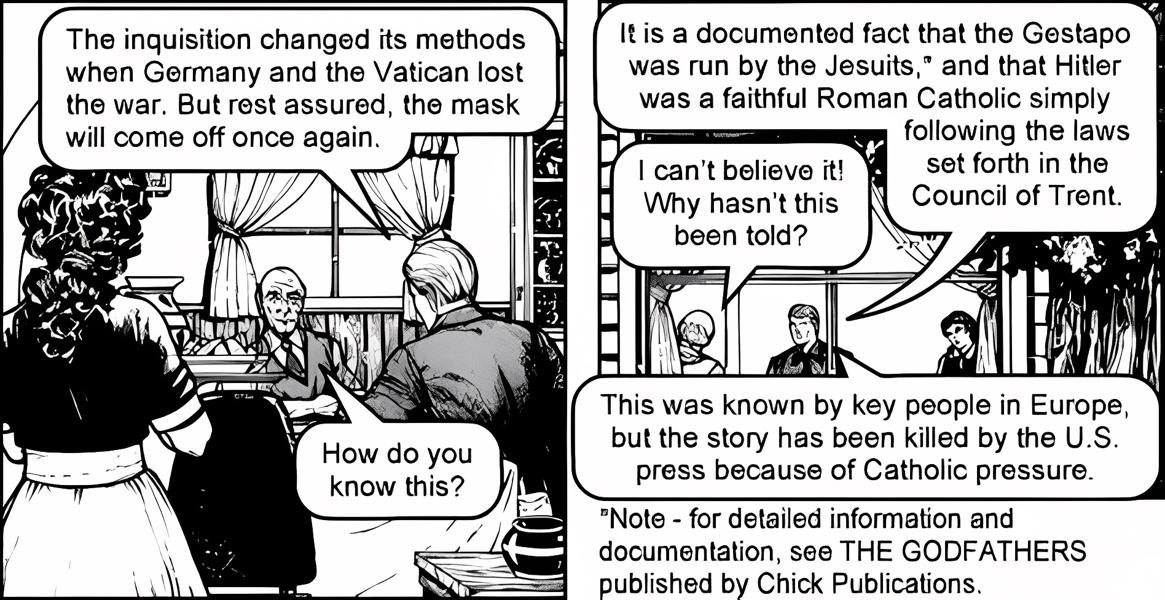 The inquisition changed its methods
when Germany and the Vatican lost
the war. But rest assured, the mask
will come off once again.
How do you
know this?
It is a documented fact that the Gestapo
was run by the Jesuits," and that Hitler
was a faithful Roman Catholic simply
following the laws
set forth in the
Council of Trent.
I can't believe it!
Why hasn't this
been told?
This was known by key people in Europe,
but the story has been killed by the U.S.
press because of Catholic pressure.
"Note - for detailed information and
documentation, see THE GODFATHERS
published by Chick Publications.